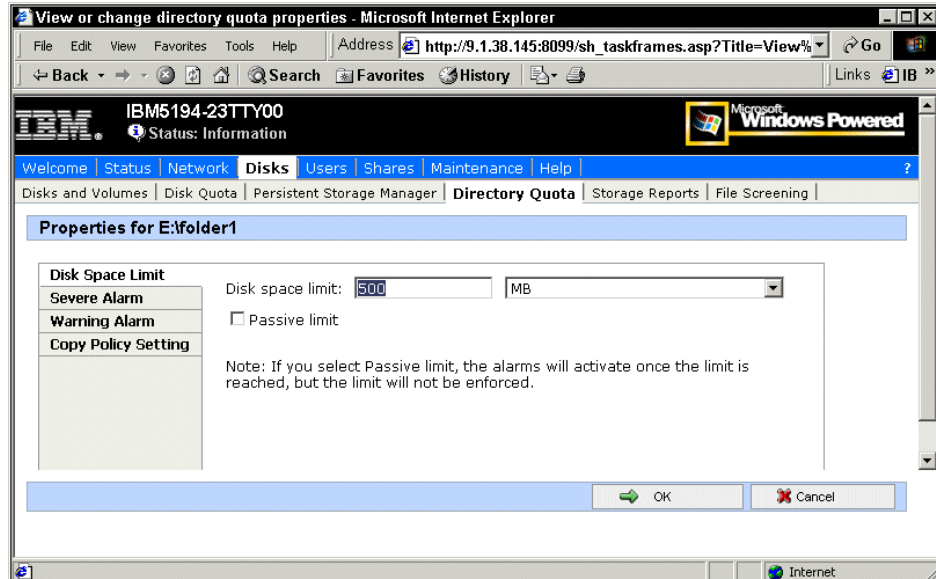 View or change directory quota properties - Microsoft Internet Explorer
File Edit View Favorites Tools Help Address http://9.1.38.145:8099/sh_taskframes.asp?Title=View% Go
Back Search Favorites History Links IB »
IBM IBM5194-23TTY00 Microsoft Windows Powered
Status: Information
Welcome | Status | Network | Disks | Users | Shares | Maintenance | Help | ?
Disks and Volumes | Disk Quota | Persistent Storage Manager | Directory Quota | Storage Reports | File Screening |
Properties for E:\folder1
Disk Space Limit
Severe Alarm
Warning Alarm
Copy Policy Setting
Disk space limit: 500 MB
Passive limit
Note: If you select Passive limit, the alarms will activate once the limit is
reached, but the limit will not be enforced.
OK Cancel
Internet